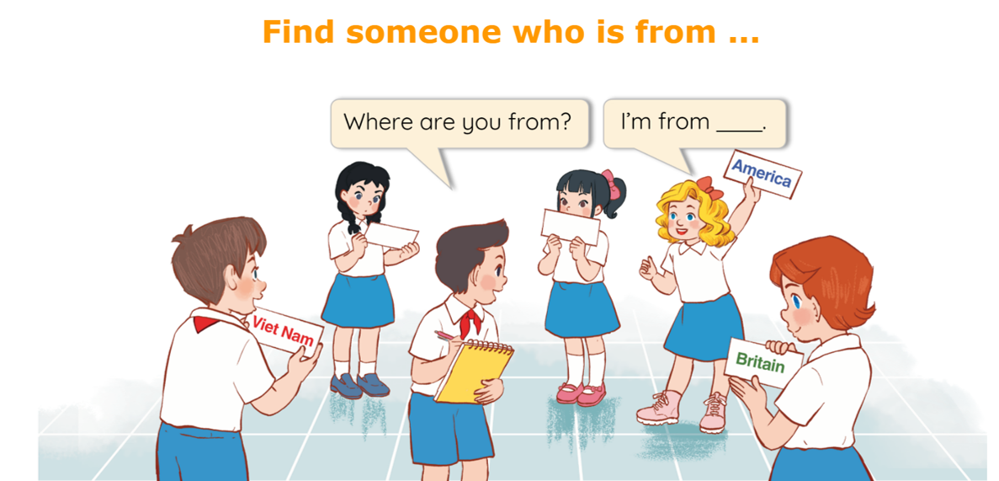 Find someone who is from ...
Where are you from?
I'm from ____.
America
Viet Nam
Britain